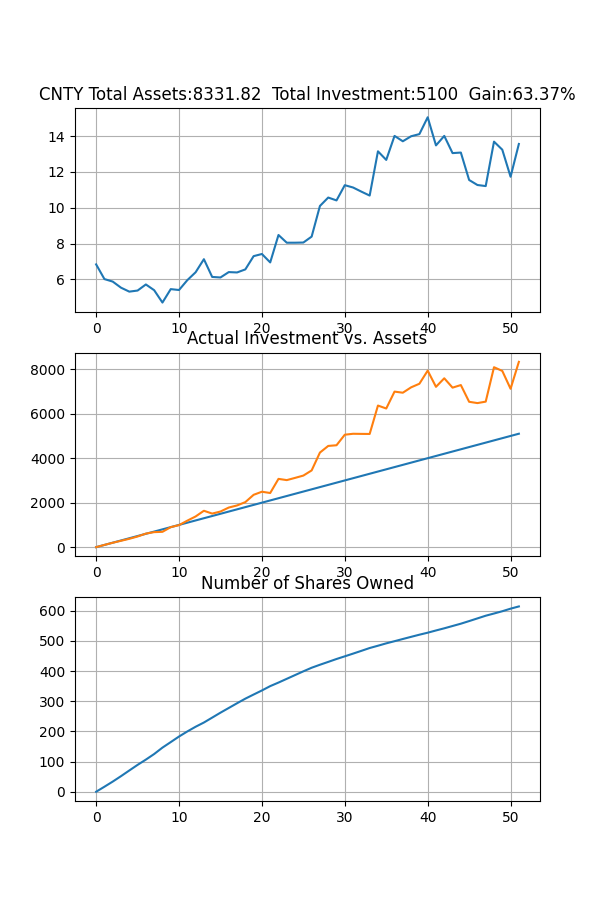 CNTY Total Assets:8331.82  Total Investment:5100  Gain:63.37%
14
12
10
8
6
0 10 20 30 40 50
Actual Investment vs. Assets
8000
6000
4000
2000
0
0 10 20 30 40 50
Number of Shares Owned
600
500
400
300
200
100
0
0 10 20 30 40 50